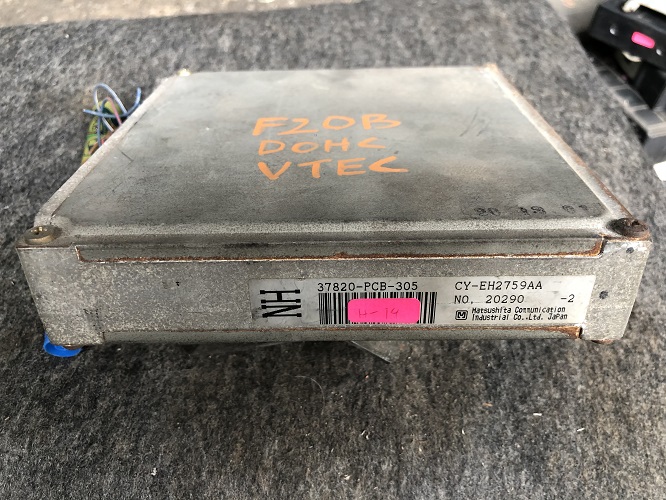 F20B
DOHC
VTEC
NH
37820-PCB-305
CY-EH2759AA
NO. 20290 -2
H-14
M Matsushita Communication
Industrial Co.,Ltd. Japan